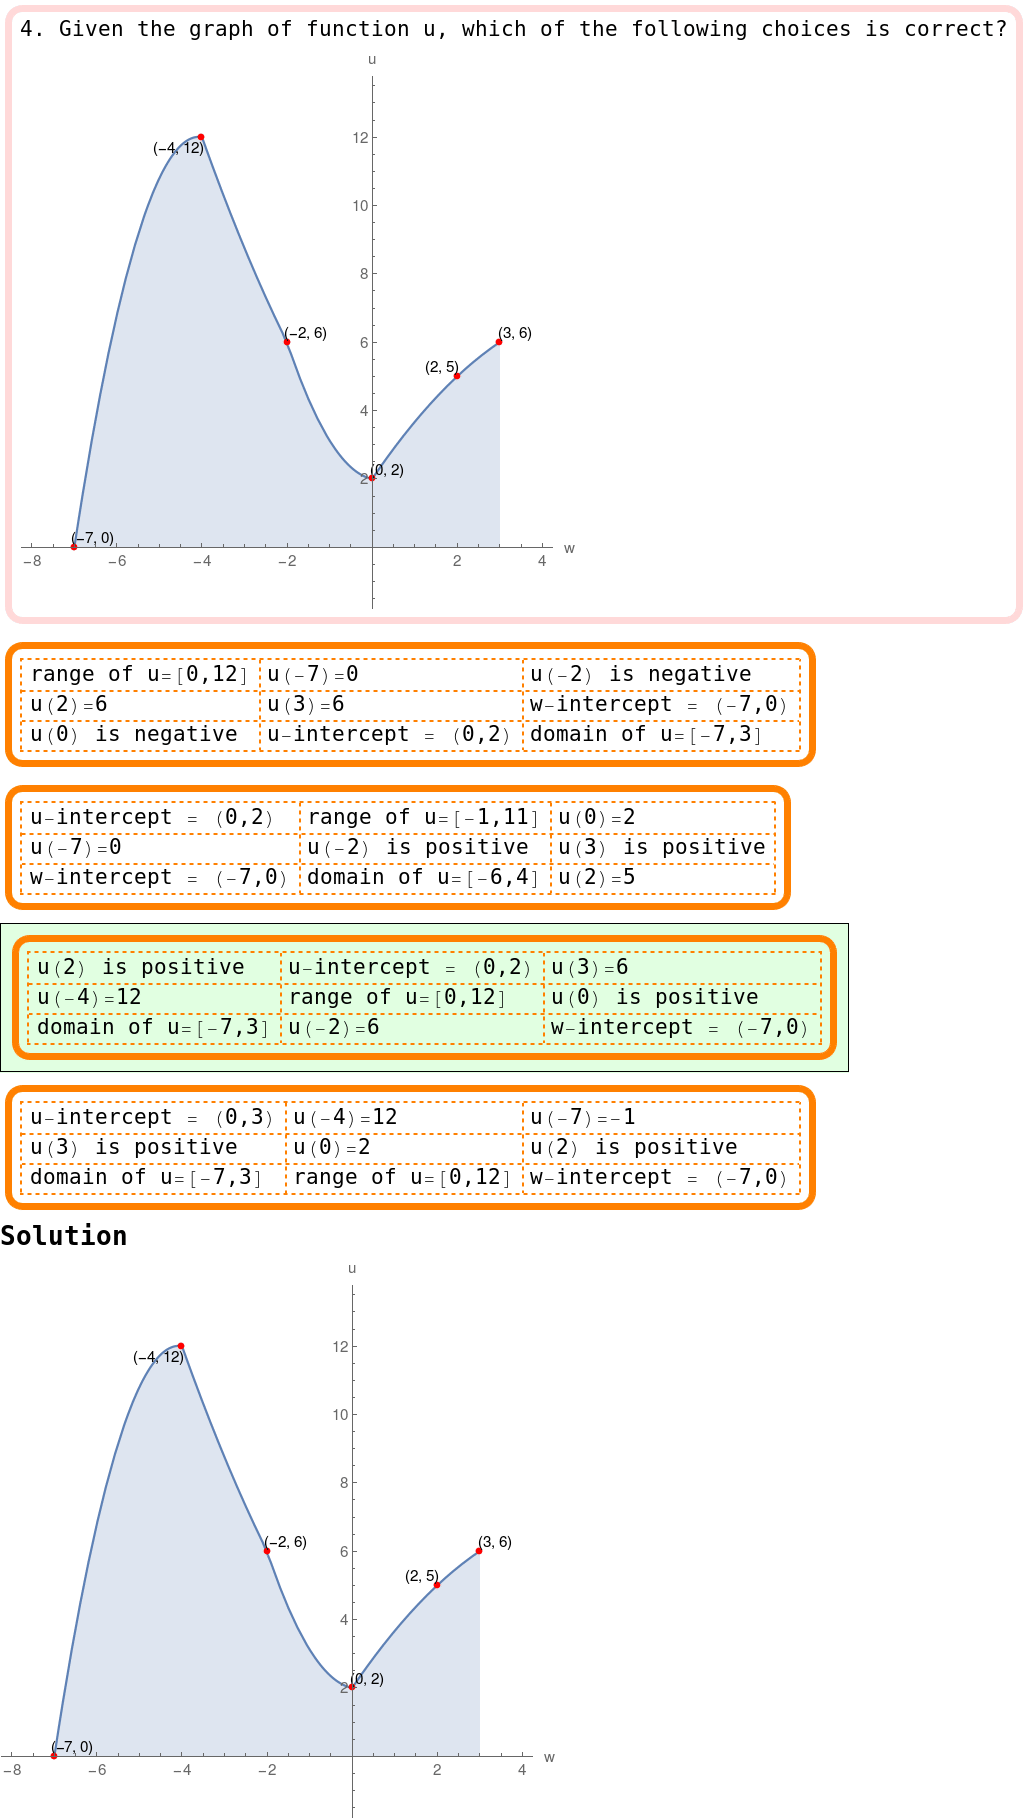 4. Given the graph of function u, which of the following choices is correct?
u
12
(−4, 12)
10
8
(−2, 6)
6
(3, 6)
(2, 5)
4
(0, 2)
2
(−7, 0)
−8 −6 −4 −2 2 4 w
range of u=[0,12] u(-7)=0 u(-2) is negative
u(2)=6 u(3)=6 w-intercept = (-7,0)
u(0) is negative u-intercept = (0,2) domain of u=[-7,3]
u-intercept = (0,2) range of u=[-1,11] u(0)=2
u(-7)=0 u(-2) is positive u(3) is positive
w-intercept = (-7,0) domain of u=[-6,4] u(2)=5
u(2) is positive u-intercept = (0,2) u(3)=6
u(-4)=12 range of u=[0,12] u(0) is positive
domain of u=[-7,3] u(-2)=6 w-intercept = (-7,0)
u-intercept = (0,3) u(-4)=12 u(-7)=-1
u(3) is positive u(0)=2 u(2) is positive
domain of u=[-7,3] range of u=[0,12] w-intercept = (-7,0)
Solution
u
12
(−4, 12)
10
8
(−2, 6)
6
(3, 6)
(2, 5)
4
(0, 2)
2
(−7, 0)
−8 −6 −4 −2 2 4 w